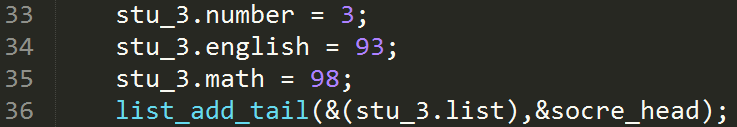 33 stu_3.number = 3;
34 stu_3.english = 93;
35 stu_3.math = 98;
36 list_add_tail(&(stu_3.list),&socre_head);